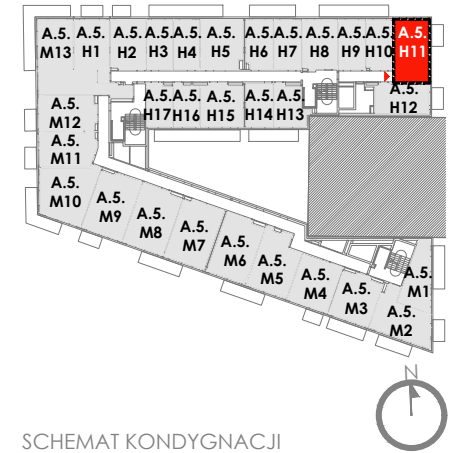 A.5. A.5. A.5. A.5. A.5. A.5. A.5. A.5. A.5. A.5. A.5. A.5.
M13 H1 H2 H3 H4 H5 H6 H7 H8 H9 H10 H11
A.5. A.5. A.5. A.5. A.5. A.5.
H17 H16 H15 H14 H13 H12
A.5.
M12
A.5.
M11
A.5.
M10
A.5.
M9
A.5.
M8
A.5.
M7
A.5.
M6
A.5.
M5
A.5.
M4
A.5.
M3
A.5.
M2
A.5.
M1
N
SCHEMAT KONDYGNACJI